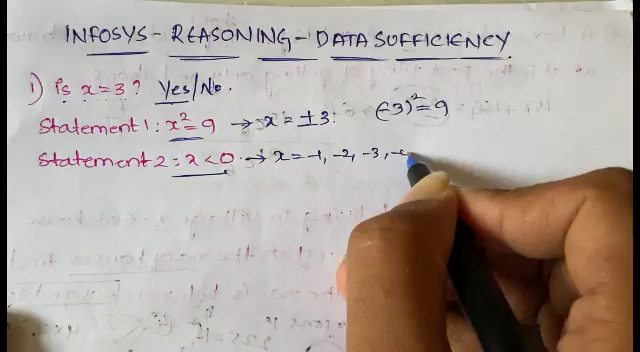 INFOSYS - REASONING - DATA SUFFICIENCY
1) is x=3? Yes/No.
Statement 1: x²=9 → x = ±3. (-3)²=9
Statement 2: x<0 → x = -1, -2, -3, -